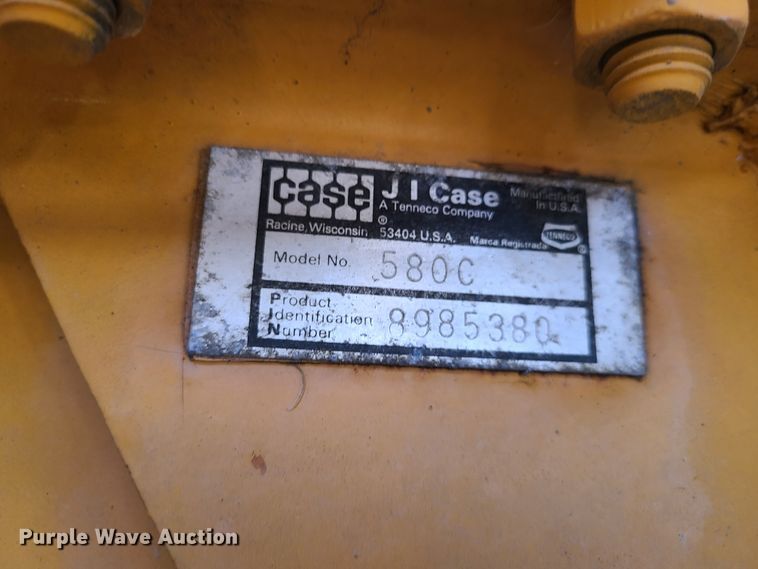 case
J I Case
Manufactured
In U.S.A.
A Tenneco Company
®
Racine, Wisconsin 53404 U.S.A.
Marca Registrada
TENNECO
®
Model No. 580C
Product
Identification
Number 8985380
Purple Wave Auction